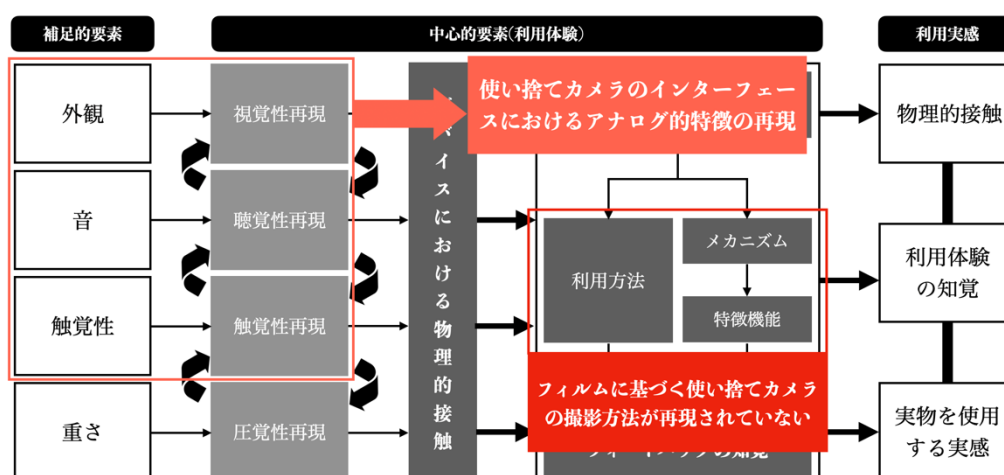 補足的要素
中心的要素(利用体験)
利用実感
外観
視覚性再現
使い捨てカメラのインターフェー
スにおけるアナログ的特徴の再現
物理的接触
音
聴覚性再現
イスにおける物理的接触
利用方法
メカニズム
特徴機能
利用体験
の知覚
触覚性
触覚性再現
フィルムに基づく使い捨てカメラ
の撮影方法が再現されていない
重さ
圧覚性再現
の知覚
実物を使用
する実感